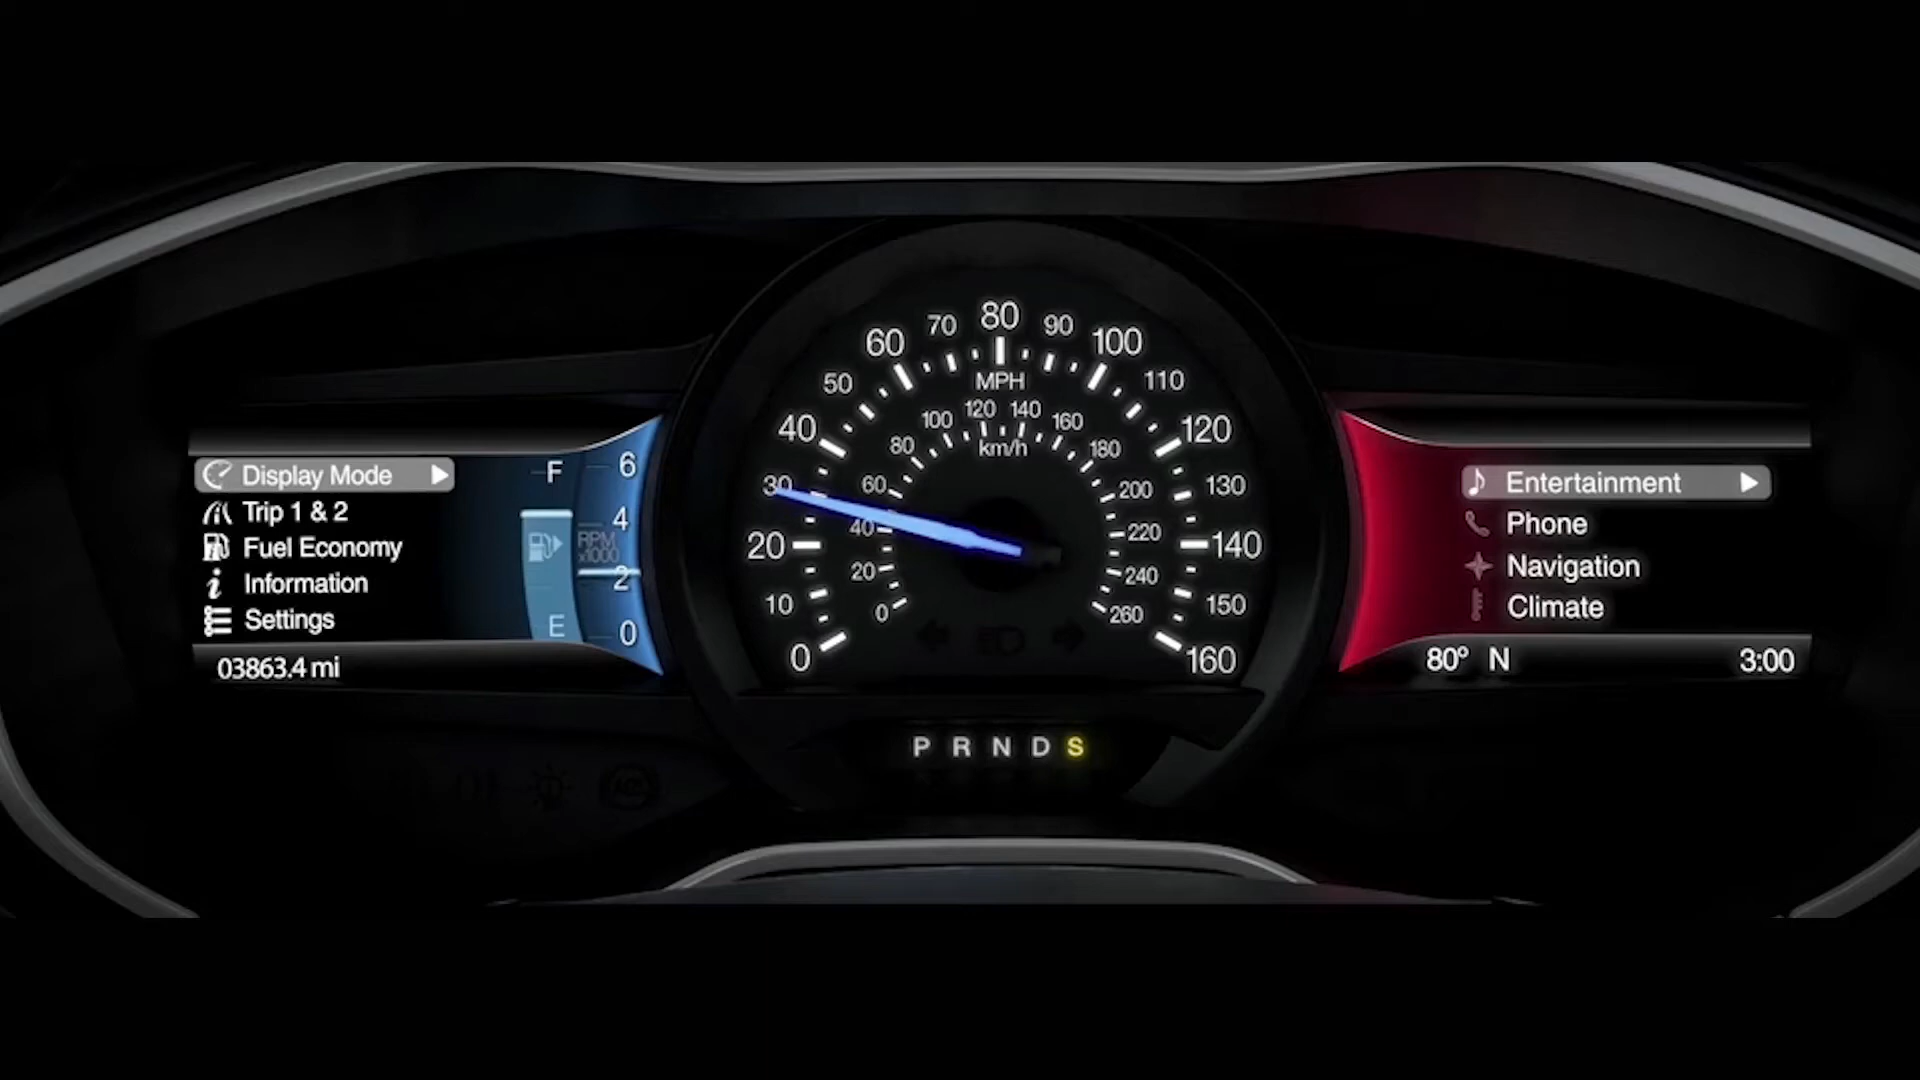 Display Mode
Trip 1 & 2
Fuel Economy
Information
Settings
03863.4 mi
F
E
6
4
RPM
x1000
2
0
0
10
20
30
40
50
60
70
80
90
100
110
120
130
140
150
160
MPH
0
20
40
60
80
100
120
140
160
180
200
220
240
260
km/h
P R N D S
Entertainment
Phone
Navigation
Climate
80° N
3:00